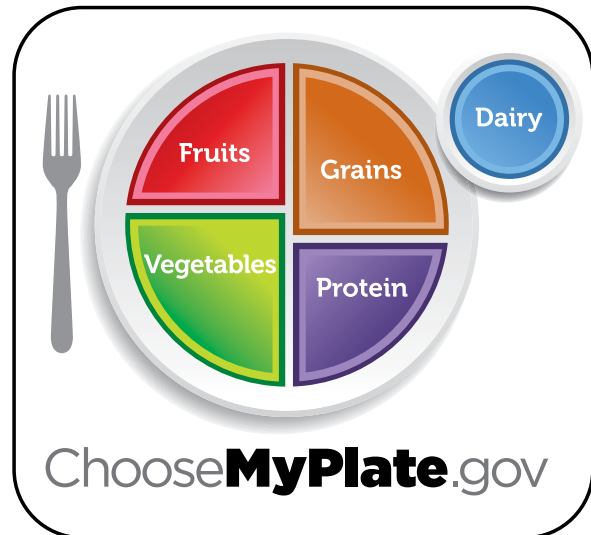 Fruits
Grains
Dairy
Vegetables
Protein
ChooseMyPlate.gov